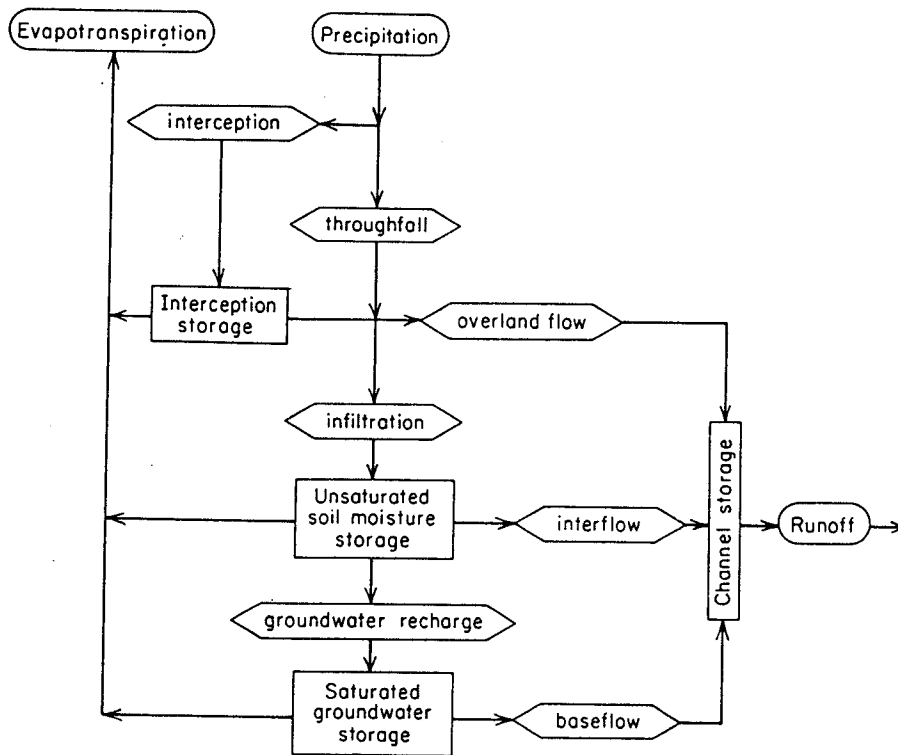 Evapotranspiration
Precipitation
interception
throughfall
Interception
storage
overland flow
infiltration
Unsaturated
soil moisture
storage
interflow
Channel storage
Runoff
groundwater recharge
Saturated
groundwater
storage
baseflow